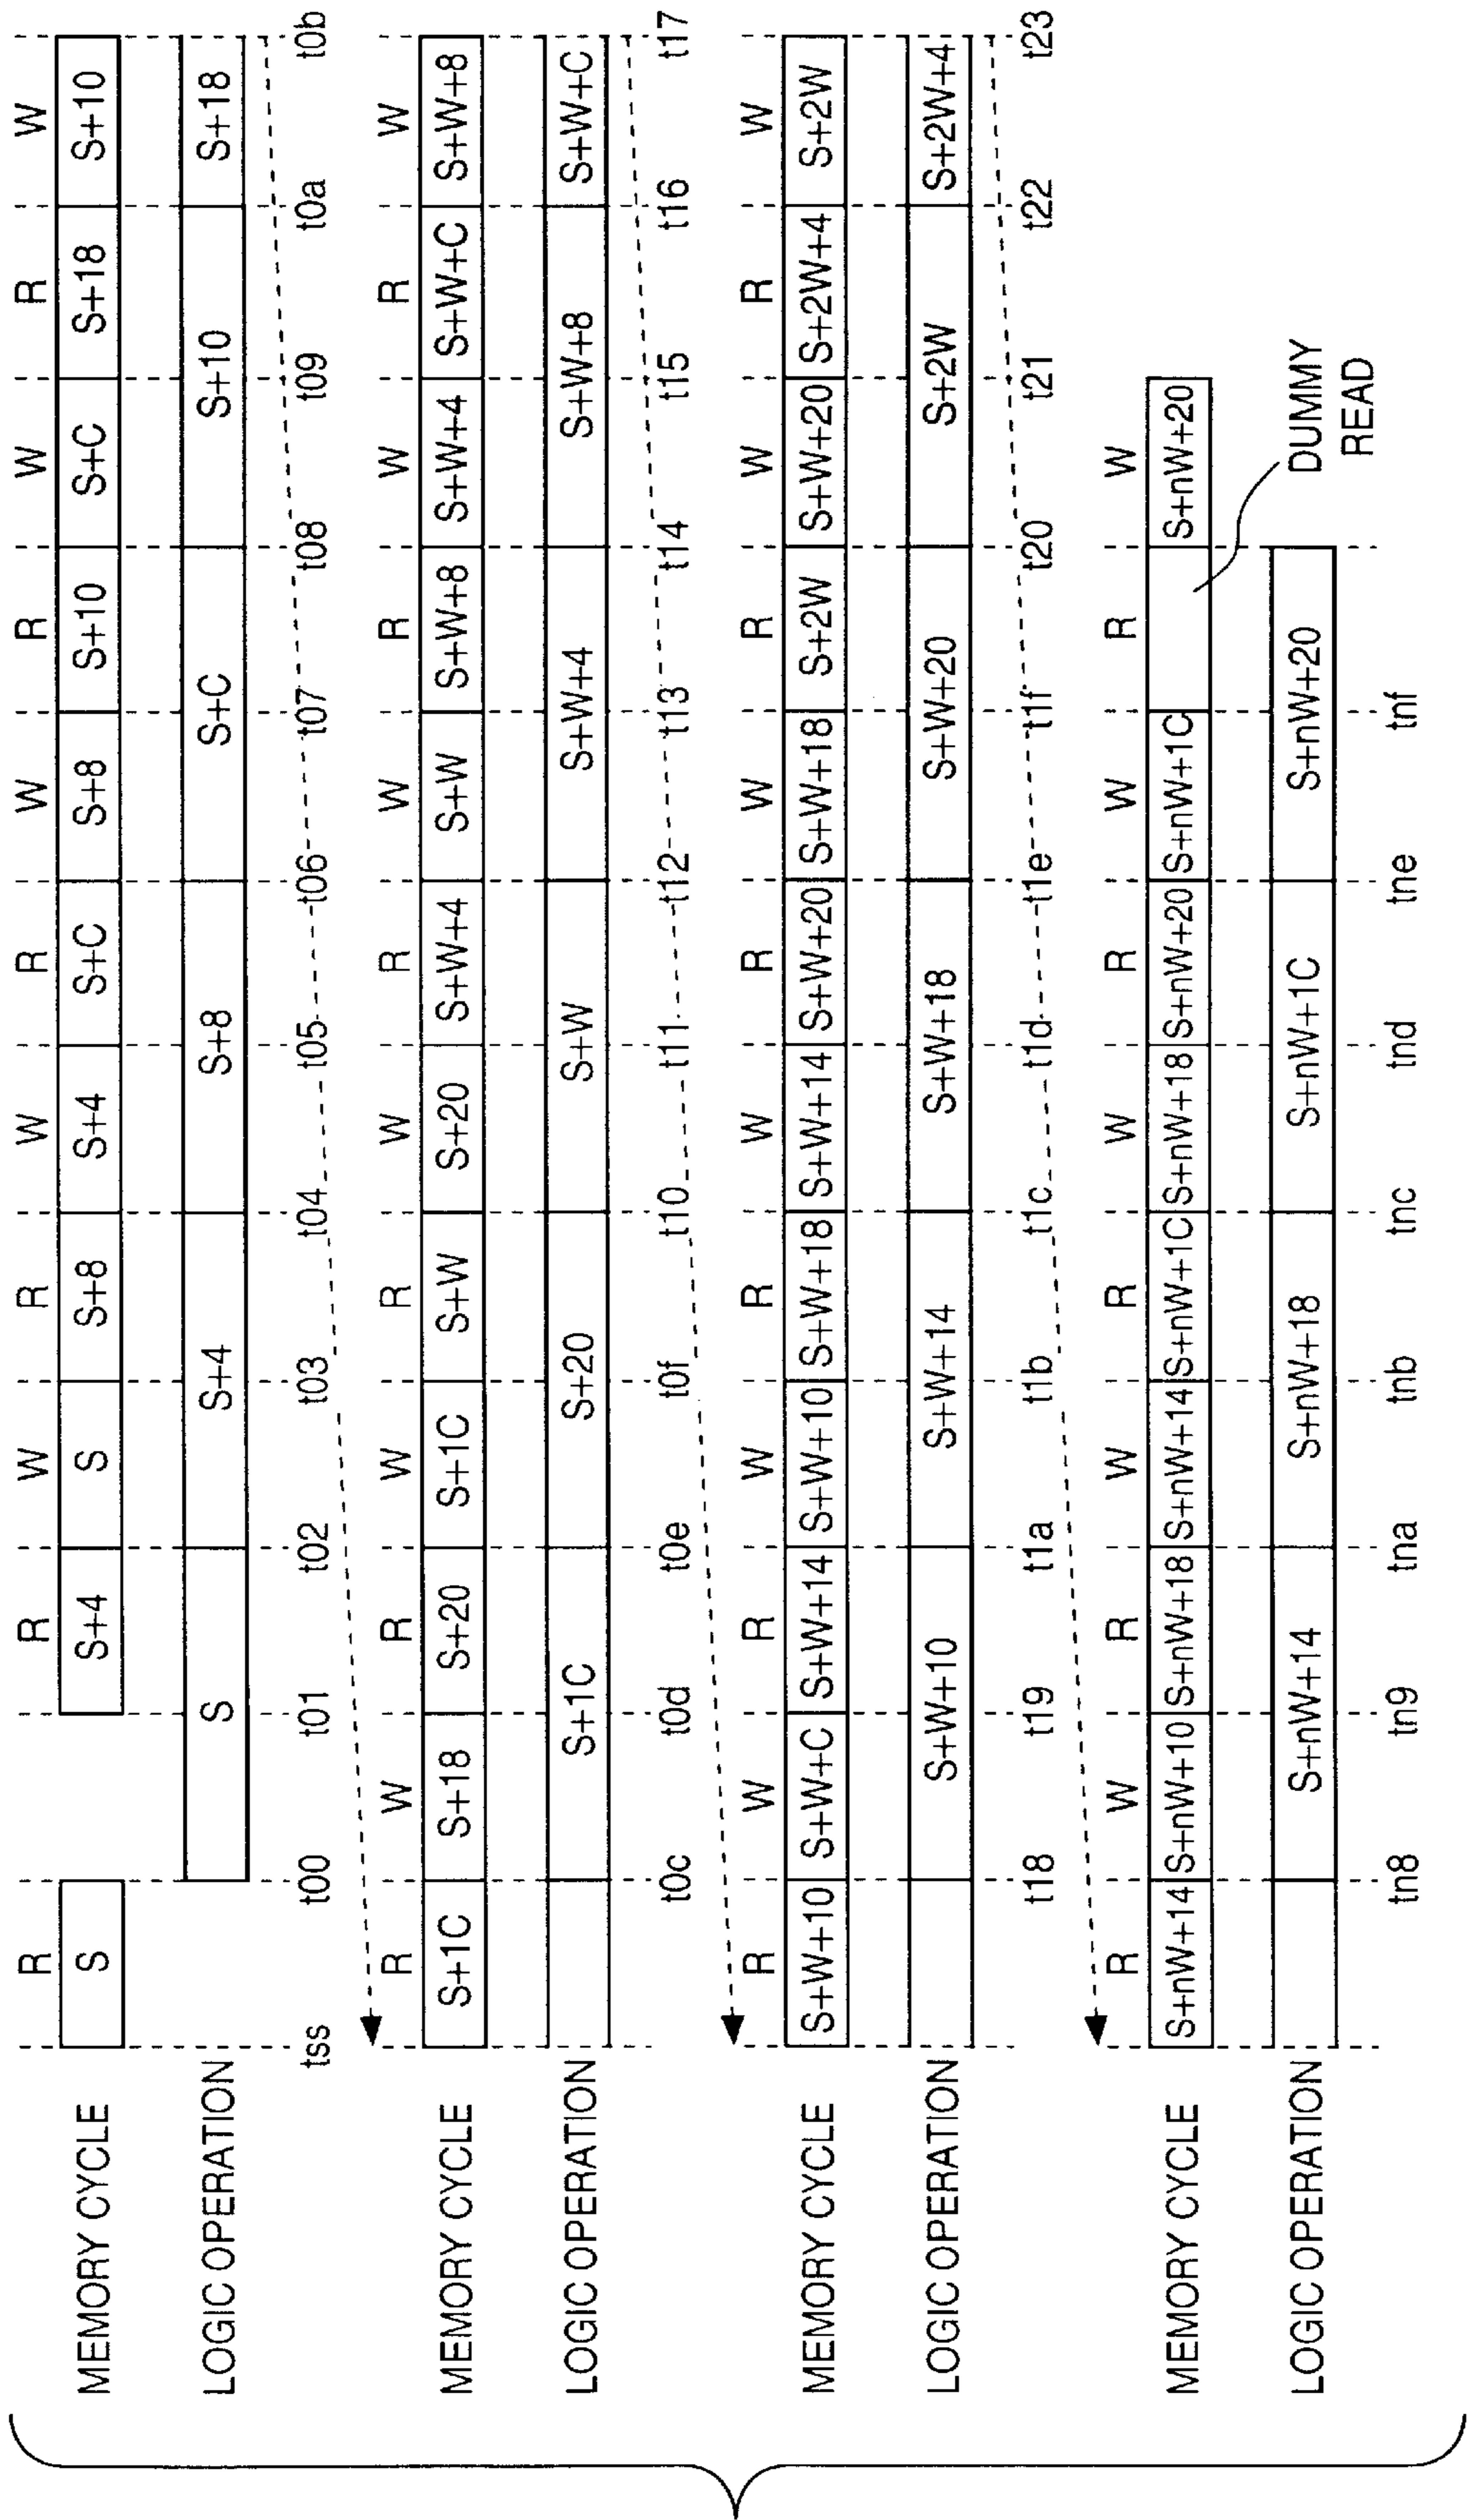 R R W R W R W R W R W
MEMORY CYCLE S S+4 S S+8 S+4 S+C S+8 S+10 S+C S+18 S+10
LOGIC OPERATION S S+4 S+8 S+C S+10 S+18
tss t00 t01 t02 t03 t04 t05 t06 t07 t08 t09 t0a t0b
R W R W R W R W R W R W
MEMORY CYCLE S+1C S+18 S+20 S+1C S+W S+20 S+W+4 S+W S+W+8 S+W+4 S+W+C S+W+8
LOGIC OPERATION S+1C S+20 S+W S+W+4 S+W+8 S+W+C
t0c t0d t0e t0f t10 t11 t12 t13 t14 t15 t16 t17
R W R W R W R W R W R W
MEMORY CYCLE S+W+10 S+W+C S+W+14 S+W+10 S+W+18 S+W+14 S+W+20 S+W+18 S+2W S+W+20 S+2W+4 S+2W
LOGIC OPERATION S+W+10 S+W+14 S+W+18 S+W+20 S+2W S+2W+4
t18 t19 t1a t1b t1c t1d t1e t1f t20 t21 t22 t23
R W R W R W R W R W
MEMORY CYCLE S+nW+14 S+nW+10 S+nW+18 S+nW+14 S+nW+1C S+nW+18 S+nW+20 S+nW+1C S+nW+20
LOGIC OPERATION S+nW+14 S+nW+18 S+nW+1C S+nW+20
tn8 tn9 tna tnb tnc tnd tne tnf
DUMMY
READ